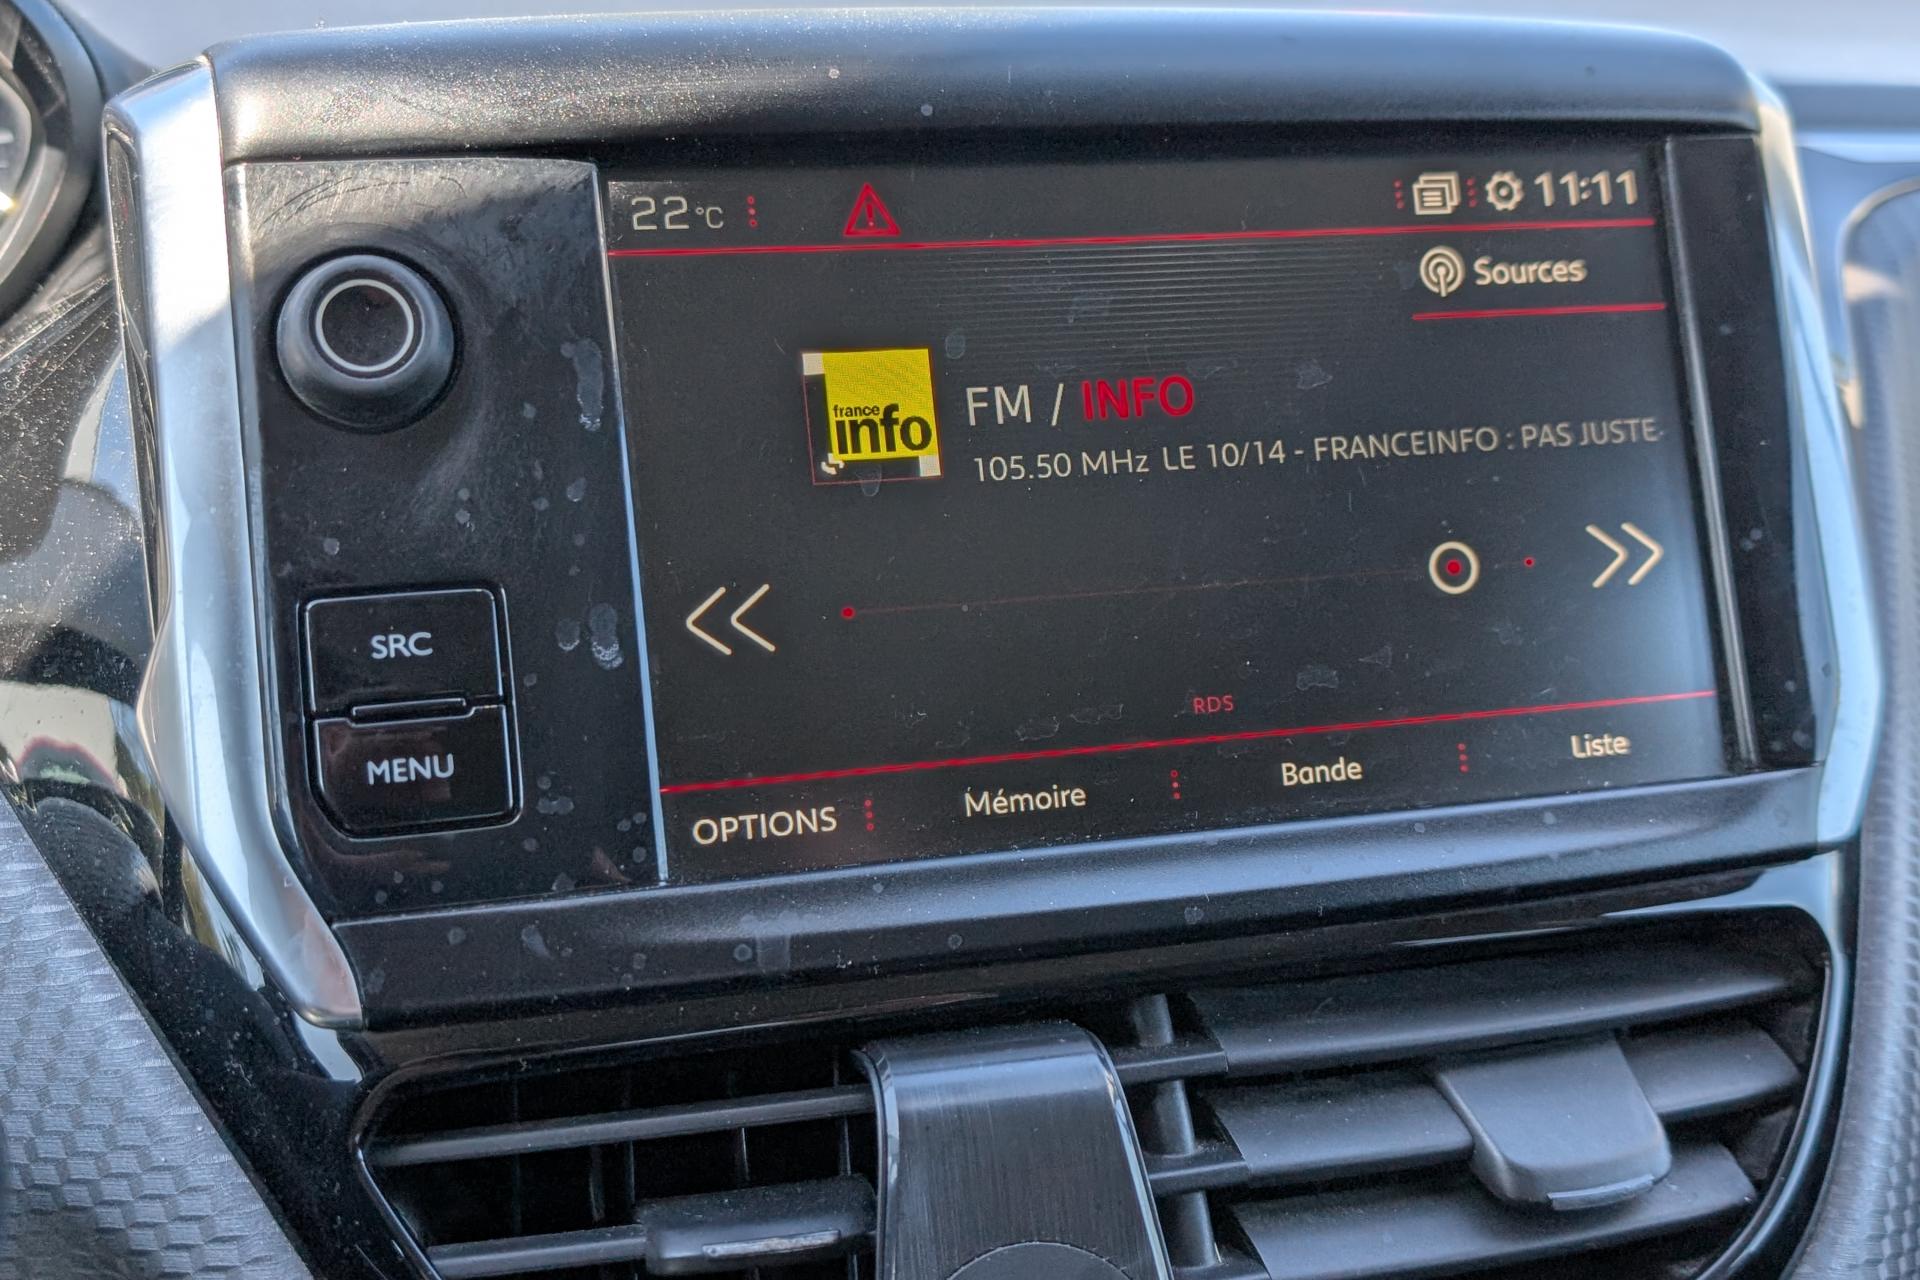 22°C
11:11
Sources
france
info
FM / INFO
105.50 MHz LE 10/14 - FRANCEINFO : PAS JUSTE
SRC
MENU
RDS
OPTIONS
Mémoire
Bande
Liste